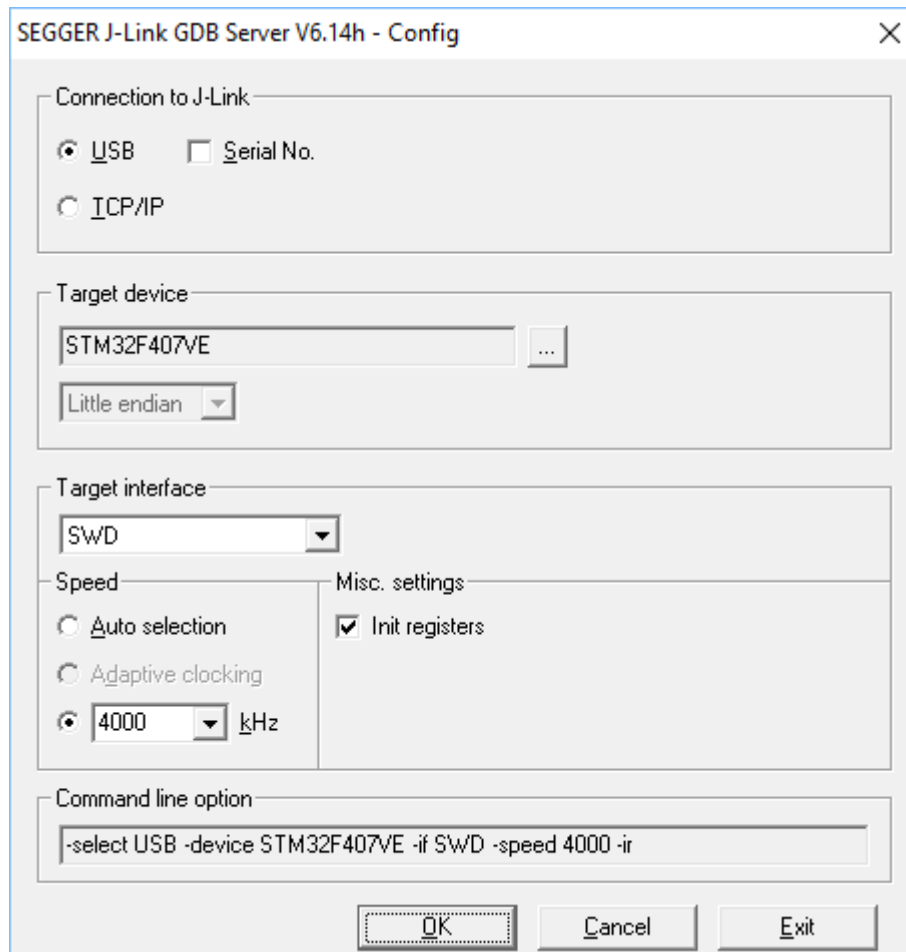 SEGGER J-Link GDB Server V6.14h - Config
Connection to J-Link
USB Serial No.
TCP/IP
Target device
STM32F407VE ...
Little endian
Target interface
SWD
Speed Misc. settings
Auto selection Init registers
Adaptive clocking
4000 kHz
Command line option
-select USB -device STM32F407VE -if SWD -speed 4000 -ir
OK Cancel Exit